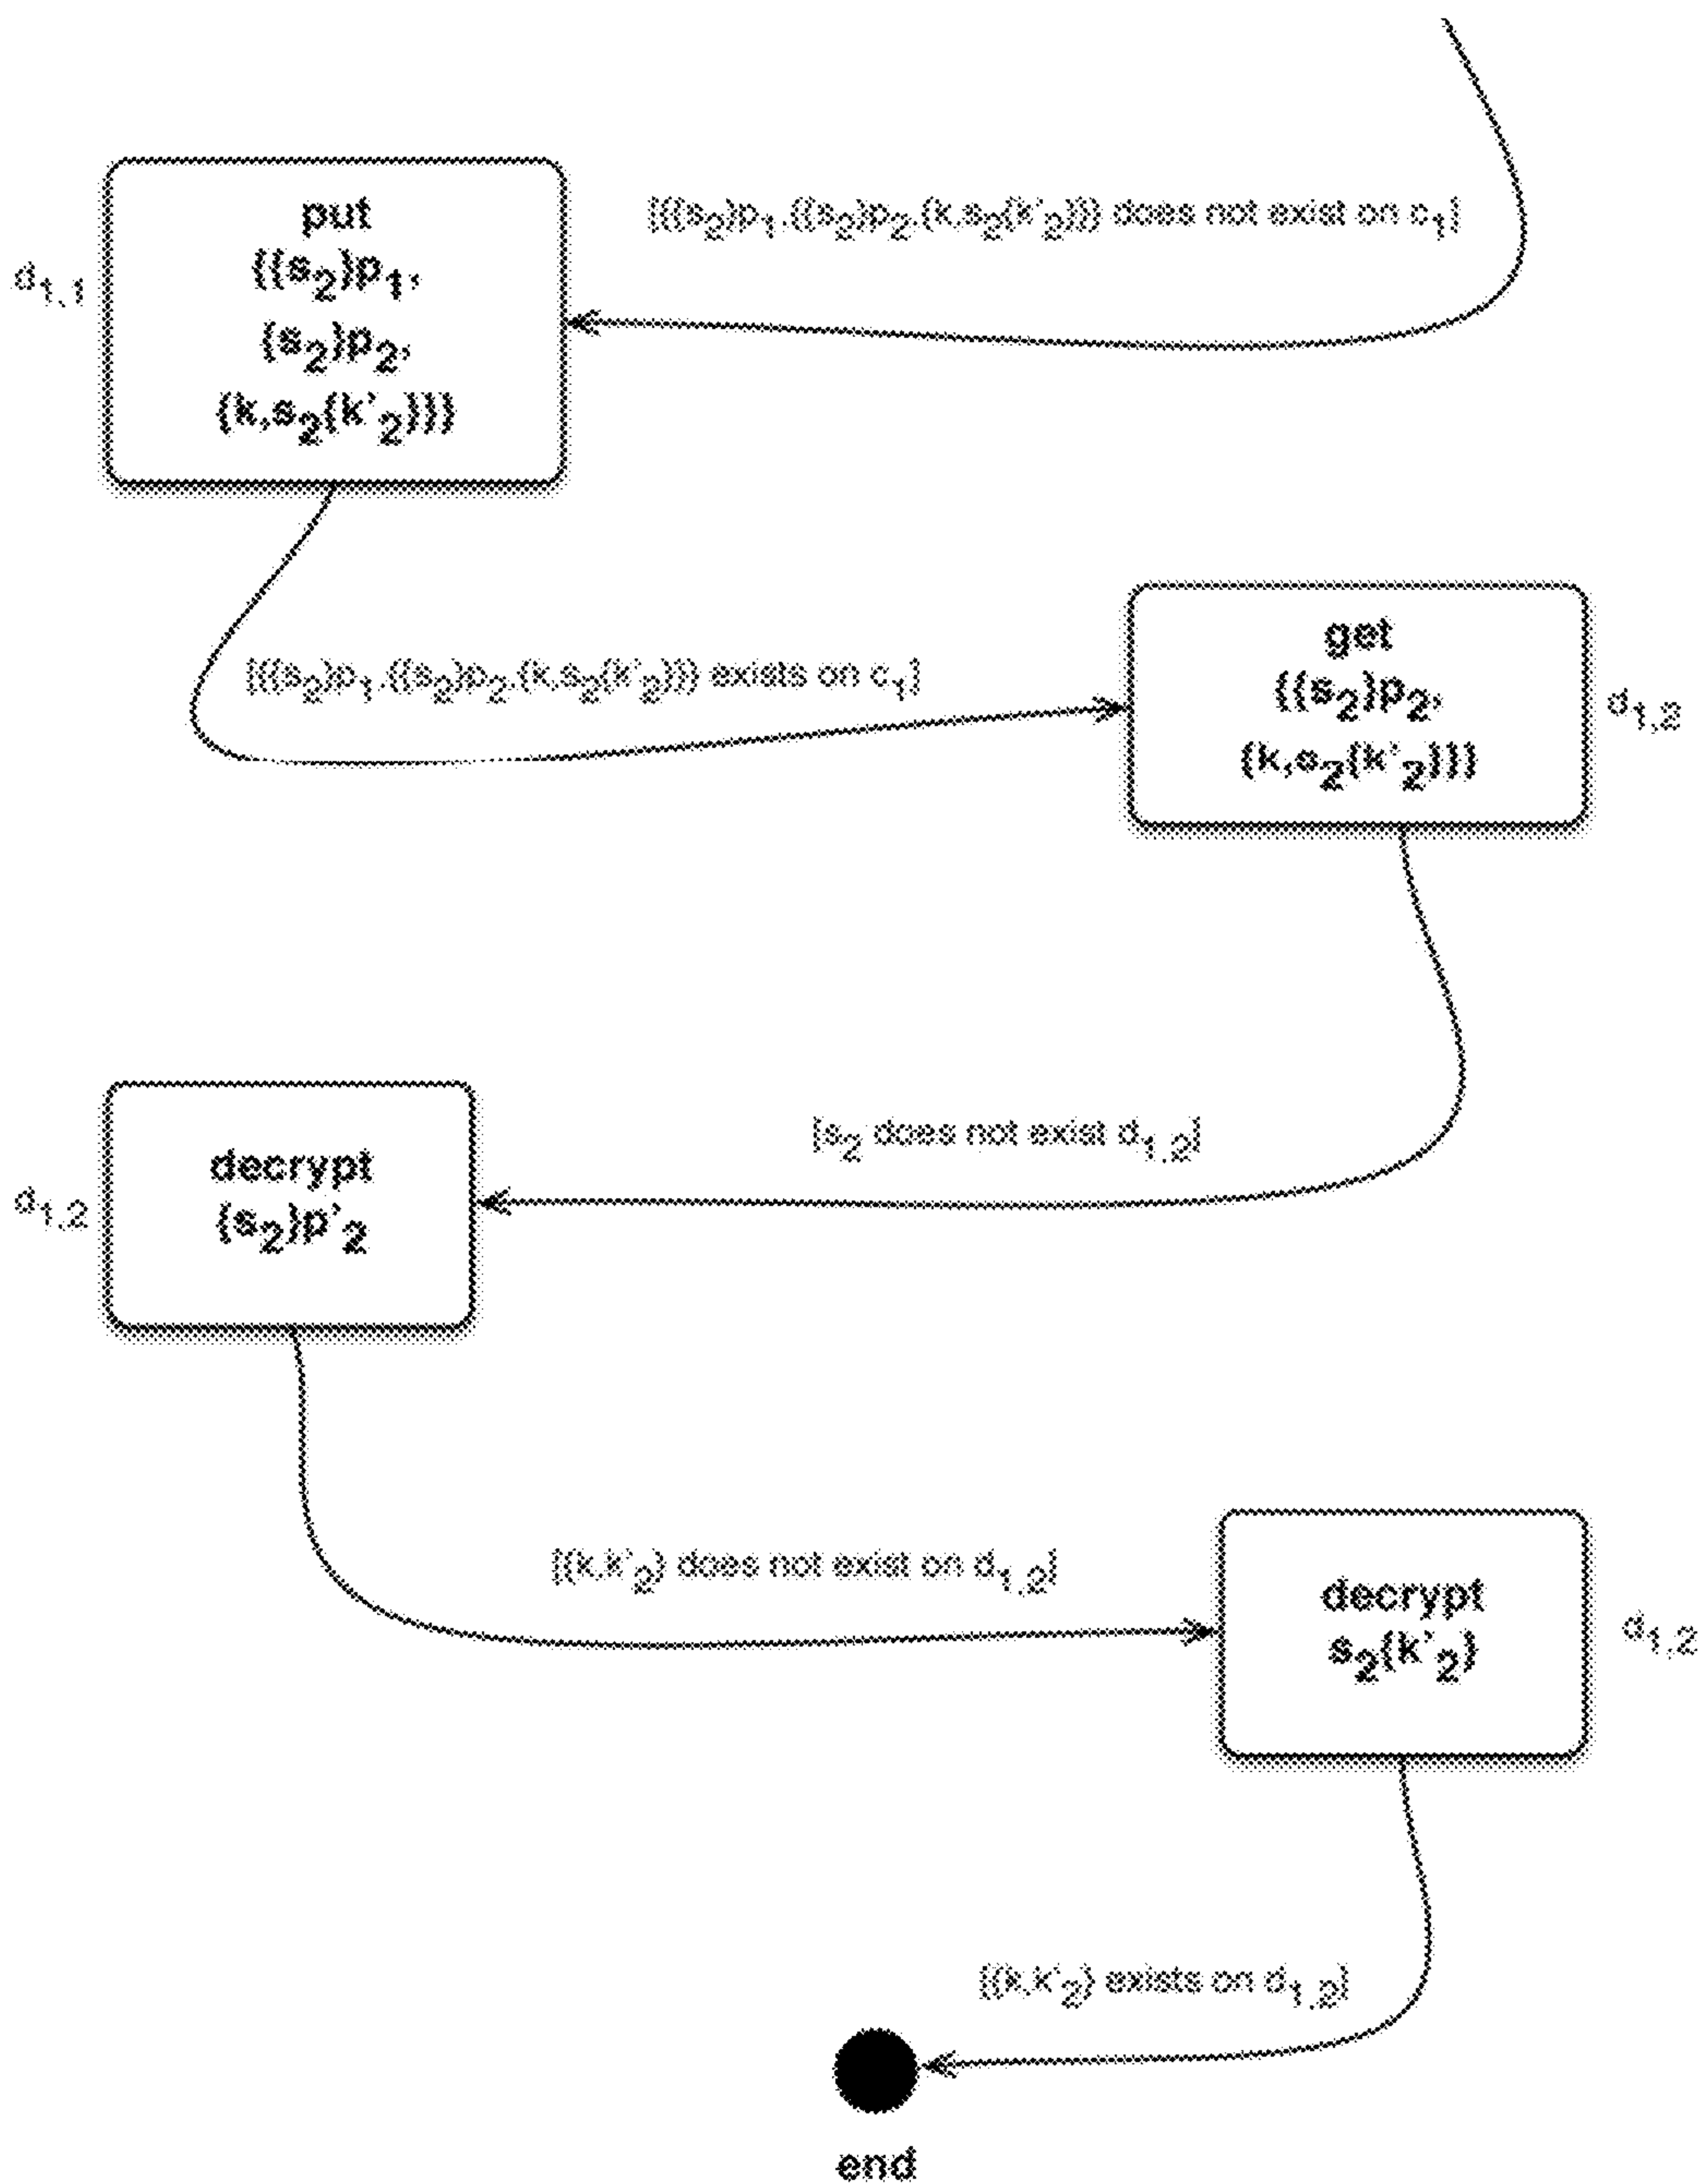 [({s₂}p₁,({s₂}p₂,(k,s₂{k'₂}))) does not exist on c₁]
put
({s₂}p₁,
{s₂}p₂,
(k,s₂{k'₂}))
d₁,₁
get
({s₂}p₂,
(k,s₂{k'₂}))
d₁,₂
[({s₂}p₁,({s₂}p₂,(k,s₂{k'₂}))) exists on c₁]
[s₂ does not exist d₁,₂]
decrypt
{s₂}p'₂
d₁,₂
[(k,k'₂) does not exist on d₁,₂]
decrypt
s₂{k'₂}
d₁,₂
[(k,k'₂) exists on d₁,₂]
end